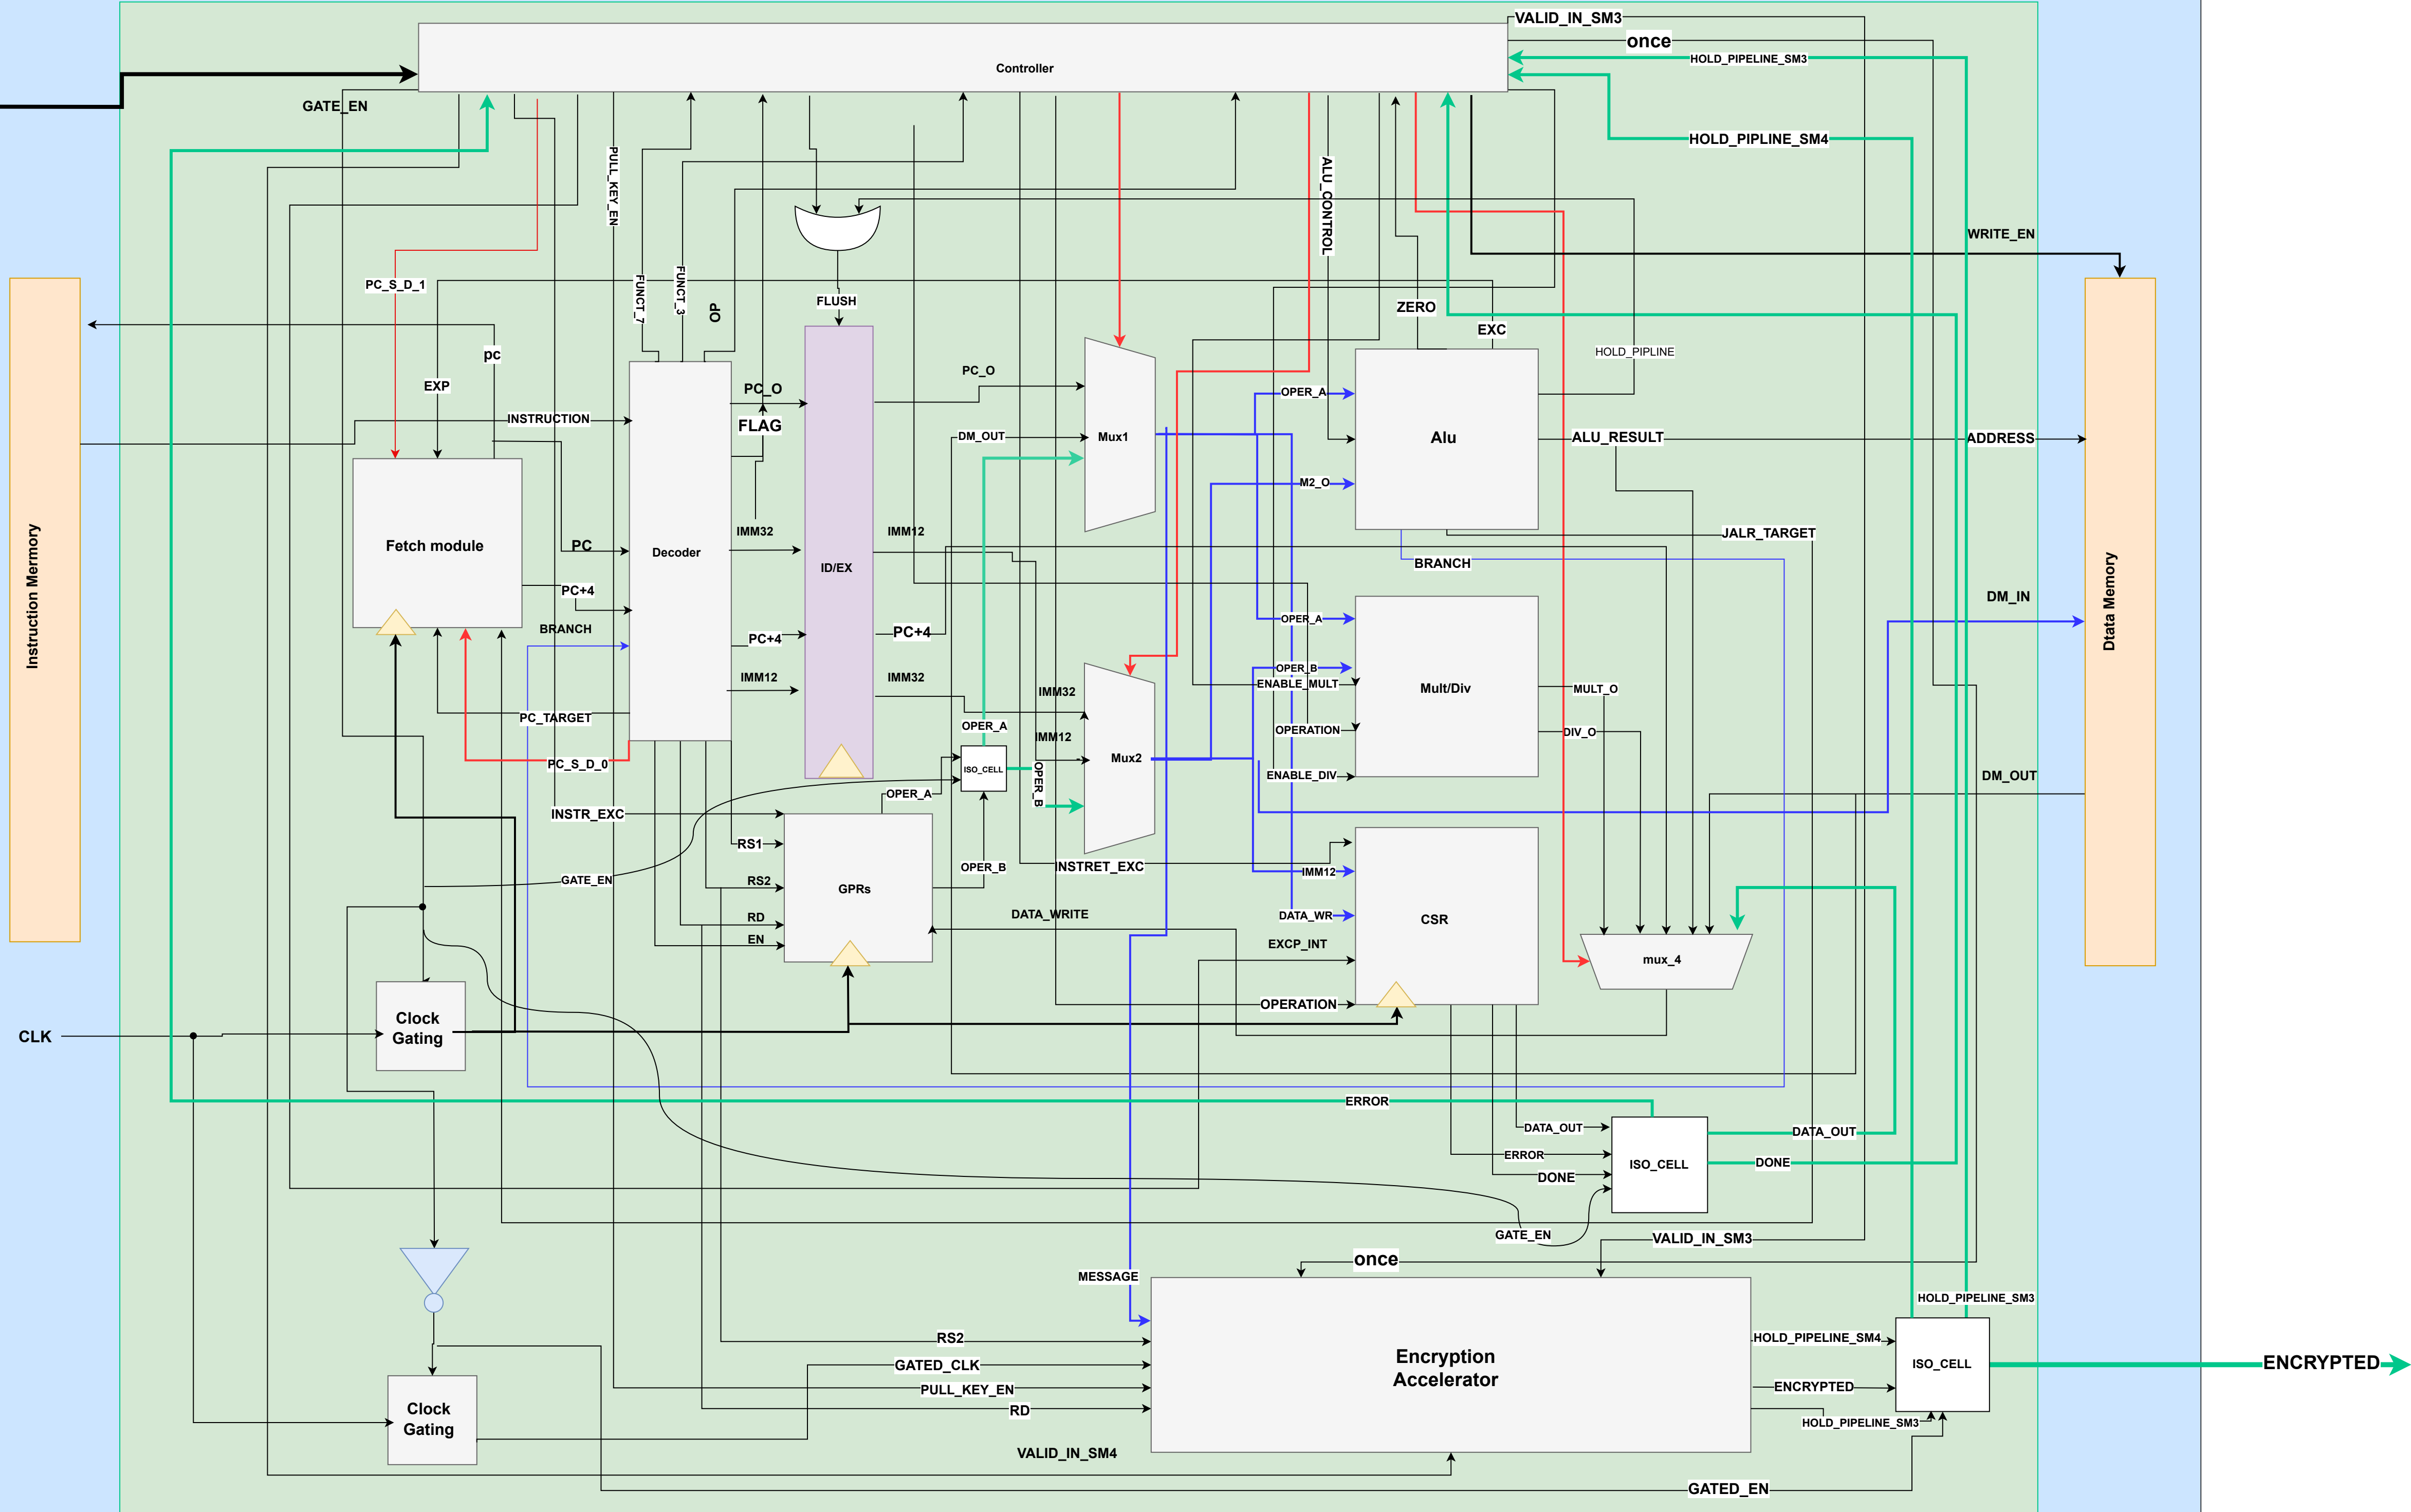 VALID_IN_SM3
once
HOLD_PIPELINE_SM3
Controller
GATE_EN
HOLD_PIPLINE_SM4
PULL_KEY_EN
ALU_CONTROL
WRITE_EN
PC_S_D_1
FUNCT_7
FUNCT_3
OP
FLUSH
ZERO
EXC
HOLD_PIPLINE
pc
EXP
PC_O
PC_O
OPER_A
INSTRUCTION
FLAG
DM_OUT
Mux1
Alu
ALU_RESULT
ADDRESS
M2_O
Instruction Mermory
Fetch module
PC
Decoder
IMM32
ID/EX
IMM12
JALR_TARGET
BRANCH
Dtata Memory
PC+4
DM_IN
BRANCH
PC+4
PC+4
OPER_A
OPER_B
IMM12
IMM32
IMM32
ENABLE_MULT
Mult/Div
MULT_O
PC_TARGET
OPER_A
IMM12
OPERATION
DIV_O
PC_S_D_0
ISO_CELL
OPER_B
Mux2
-
ENABLE_DIV
DM_OUT
OPER_A
INSTR_EXC
RS1
GATE_EN
RS2
GPRs
OPER_B
INSTRET_EXC
IMM12
RD
DATA_WRITE
DATA_WR
CSR
EN
EXCP_INT
mux_4
OPERATION
Clock
Gating
CLK
ERROR
DATA_OUT
DATA_OUT
ERROR
ISO_CELL
DONE
DONE
GATE_EN
VALID_IN_SM3
once
MESSAGE
HOLD_PIPELINE_SM3
RS2
HOLD_PIPELINE_SM4
GATED_CLK
Encryption
Accelerator
ISO_CELL
ENCRYPTED
PULL_KEY_EN
ENCRYPTED
RD
HOLD_PIPELINE_SM3
Clock
Gating
VALID_IN_SM4
GATED_EN